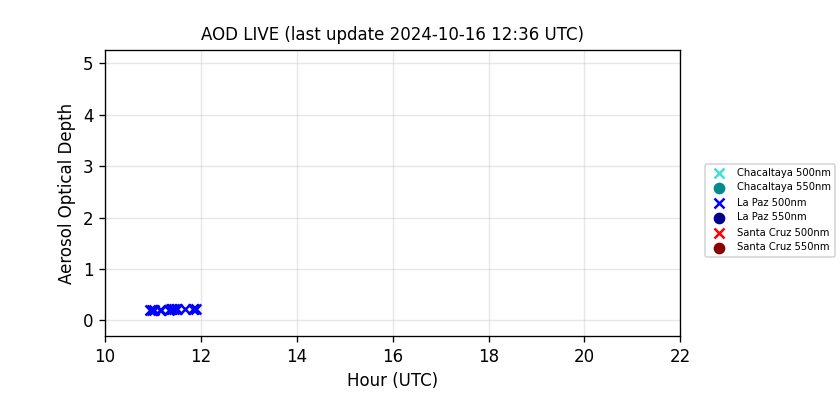 AOD LIVE (last update 2024-10-16 12:36 UTC)
Aerosol Optical Depth
5
4
3
2
1
0
10 12 14 16 18 20 22
Hour (UTC)
Chacaltaya 500nm
Chacaltaya 550nm
La Paz 500nm
La Paz 550nm
Santa Cruz 500nm
Santa Cruz 550nm